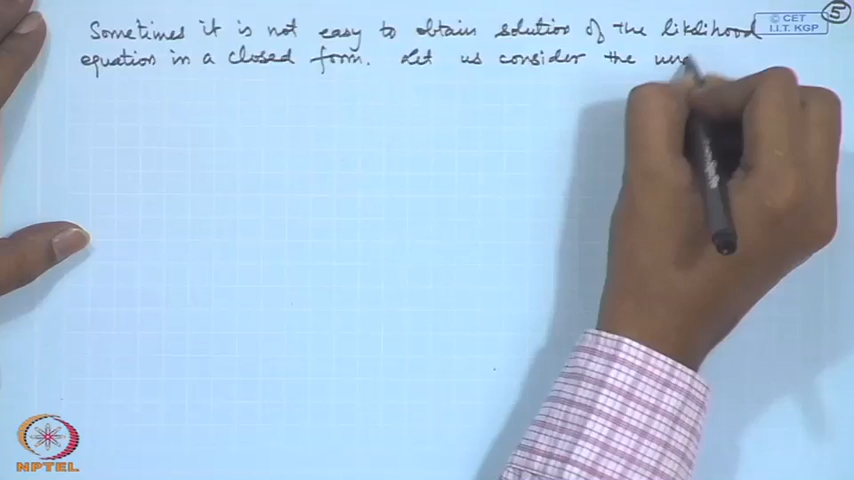 Sometimes it is not easy to obtain solution of the likelihood
equation in a closed form. Let us consider the
© CET
I.I.T. KGP
5
NPTEL